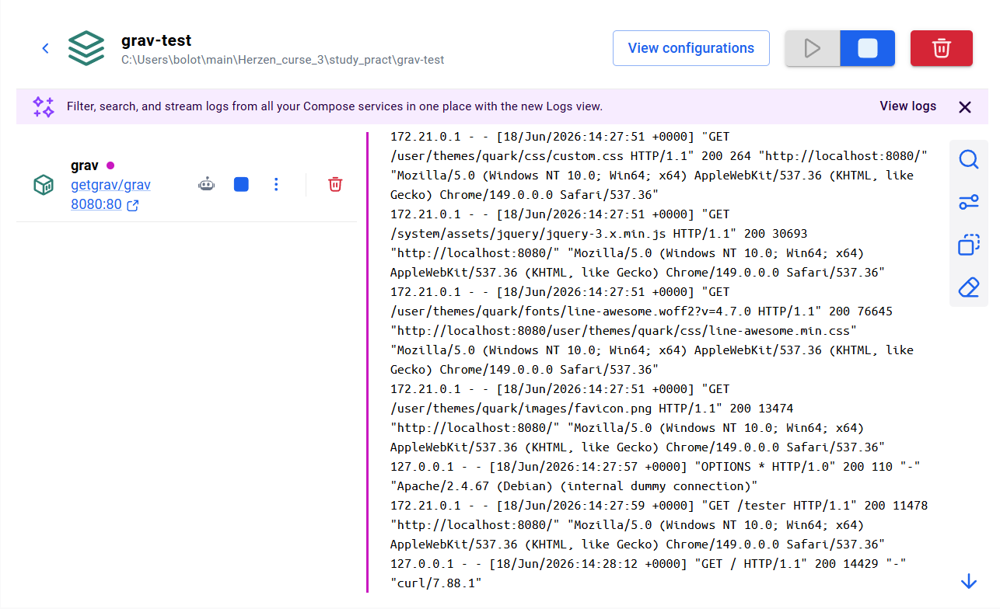 grav-test
C:\Users\bolot\main\Herzen_curse_3\study_pract\grav-test
View configurations
Filter, search, and stream logs from all your Compose services in one place with the new Logs view.
View logs
grav
getgrav/grav
8080:80
172.21.0.1 - - [18/Jun/2026:14:27:51 +0000] "GET
/user/themes/quark/css/custom.css HTTP/1.1" 200 264 "http://localhost:8080/"
"Mozilla/5.0 (Windows NT 10.0; Win64; x64) AppleWebKit/537.36 (KHTML, like
Gecko) Chrome/149.0.0.0 Safari/537.36"
172.21.0.1 - - [18/Jun/2026:14:27:51 +0000] "GET
/system/assets/jquery/jquery-3.x.min.js HTTP/1.1" 200 30693
"http://localhost:8080/" "Mozilla/5.0 (Windows NT 10.0; Win64; x64)
AppleWebKit/537.36 (KHTML, like Gecko) Chrome/149.0.0.0 Safari/537.36"
172.21.0.1 - - [18/Jun/2026:14:27:51 +0000] "GET
/user/themes/quark/fonts/line-awesome.woff2?v=4.7.0 HTTP/1.1" 200 76645
"http://localhost:8080/user/themes/quark/css/line-awesome.min.css"
"Mozilla/5.0 (Windows NT 10.0; Win64; x64) AppleWebKit/537.36 (KHTML, like
Gecko) Chrome/149.0.0.0 Safari/537.36"
172.21.0.1 - - [18/Jun/2026:14:27:51 +0000] "GET
/user/themes/quark/images/favicon.png HTTP/1.1" 200 13474
"http://localhost:8080/" "Mozilla/5.0 (Windows NT 10.0; Win64; x64)
AppleWebKit/537.36 (KHTML, like Gecko) Chrome/149.0.0.0 Safari/537.36"
127.0.0.1 - - [18/Jun/2026:14:27:57 +0000] "OPTIONS * HTTP/1.0" 200 110 "-"
"Apache/2.4.67 (Debian) (internal dummy connection)"
172.21.0.1 - - [18/Jun/2026:14:27:59 +0000] "GET /tester HTTP/1.1" 200 11478
"http://localhost:8080/" "Mozilla/5.0 (Windows NT 10.0; Win64; x64)
AppleWebKit/537.36 (KHTML, like Gecko) Chrome/149.0.0.0 Safari/537.36"
127.0.0.1 - - [18/Jun/2026:14:28:12 +0000] "GET / HTTP/1.1" 200 14429 "-"
"curl/7.88.1"